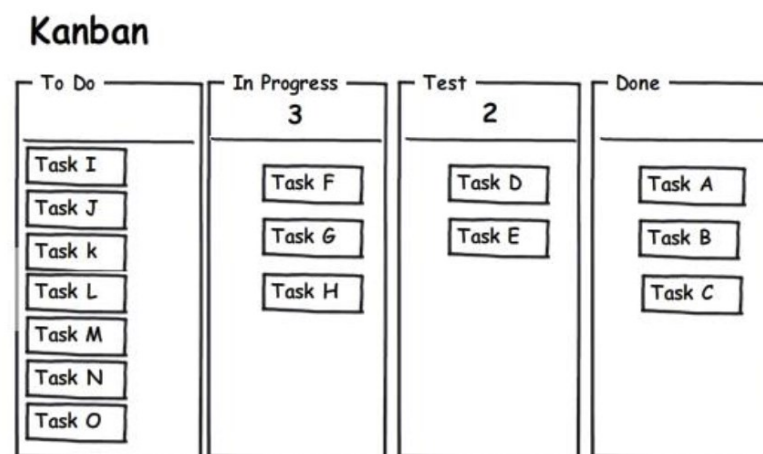 Kanban
To Do
In Progress
3
Test
2
Done
Task I
Task J
Task k
Task L
Task M
Task N
Task O
Task F
Task G
Task H
Task D
Task E
Task A
Task B
Task C